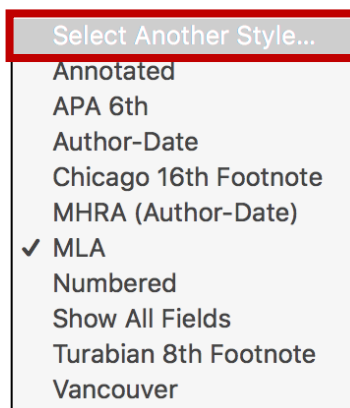 Select Another Style...
Annotated
APA 6th
Author-Date
Chicago 16th Footnote
MHRA (Author-Date)
✓ MLA
Numbered
Show All Fields
Turabian 8th Footnote
Vancouver